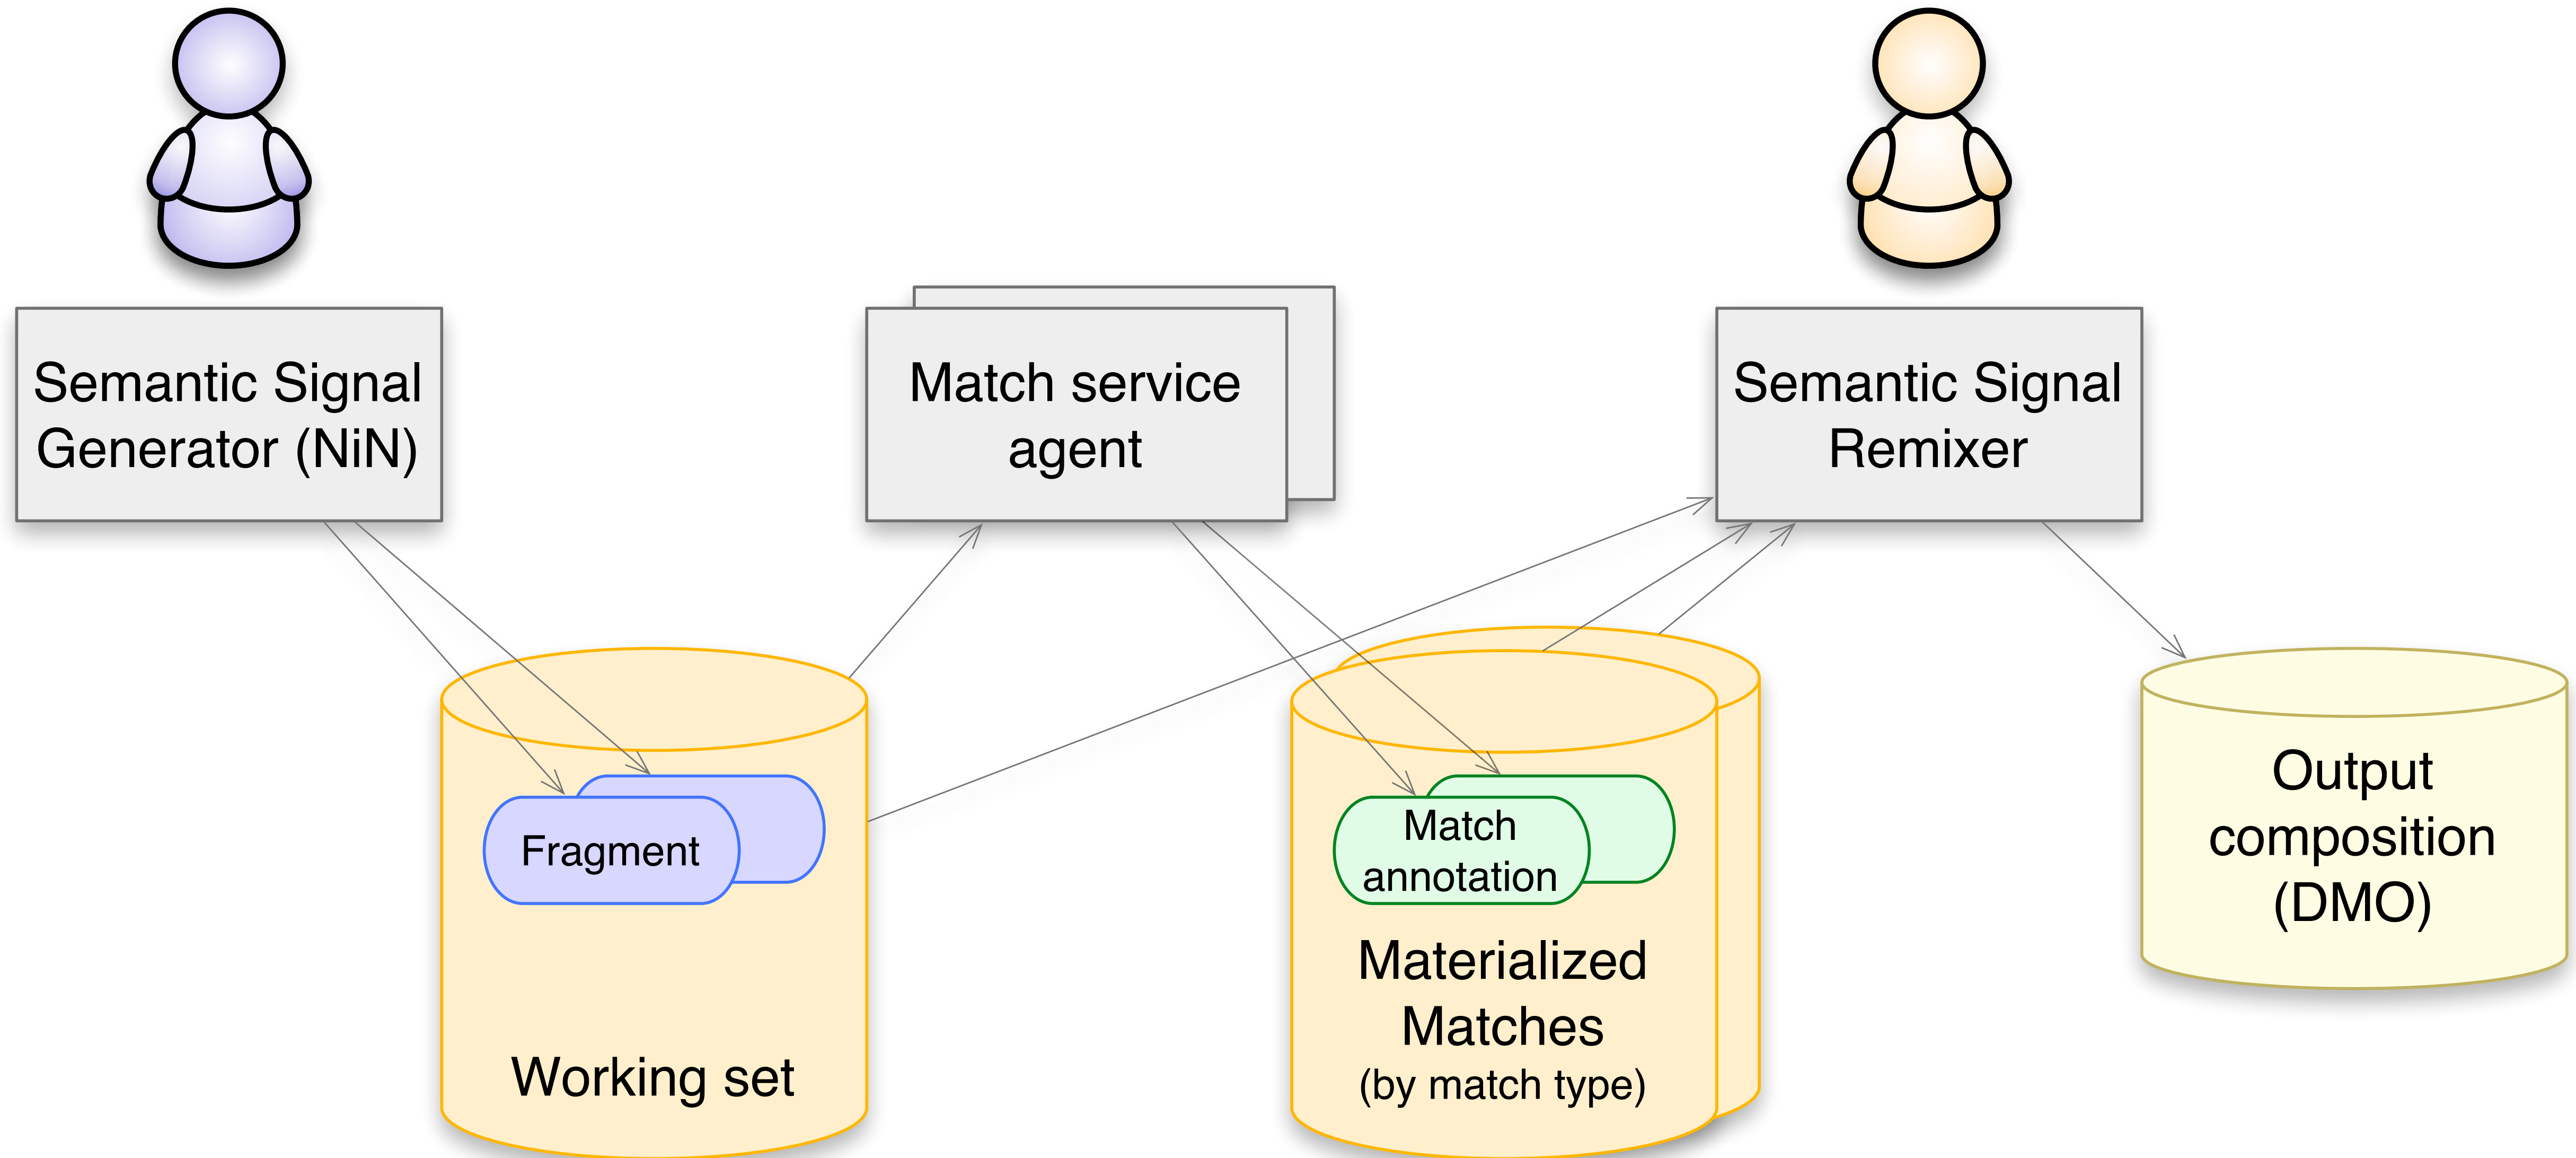 Semantic Signal
Generator (NiN)
Match service
agent
Semantic Signal
Remixer
Fragment
Working set
Match
annotation
Materialized
Matches
(by match type)
Output
composition
(DMO)